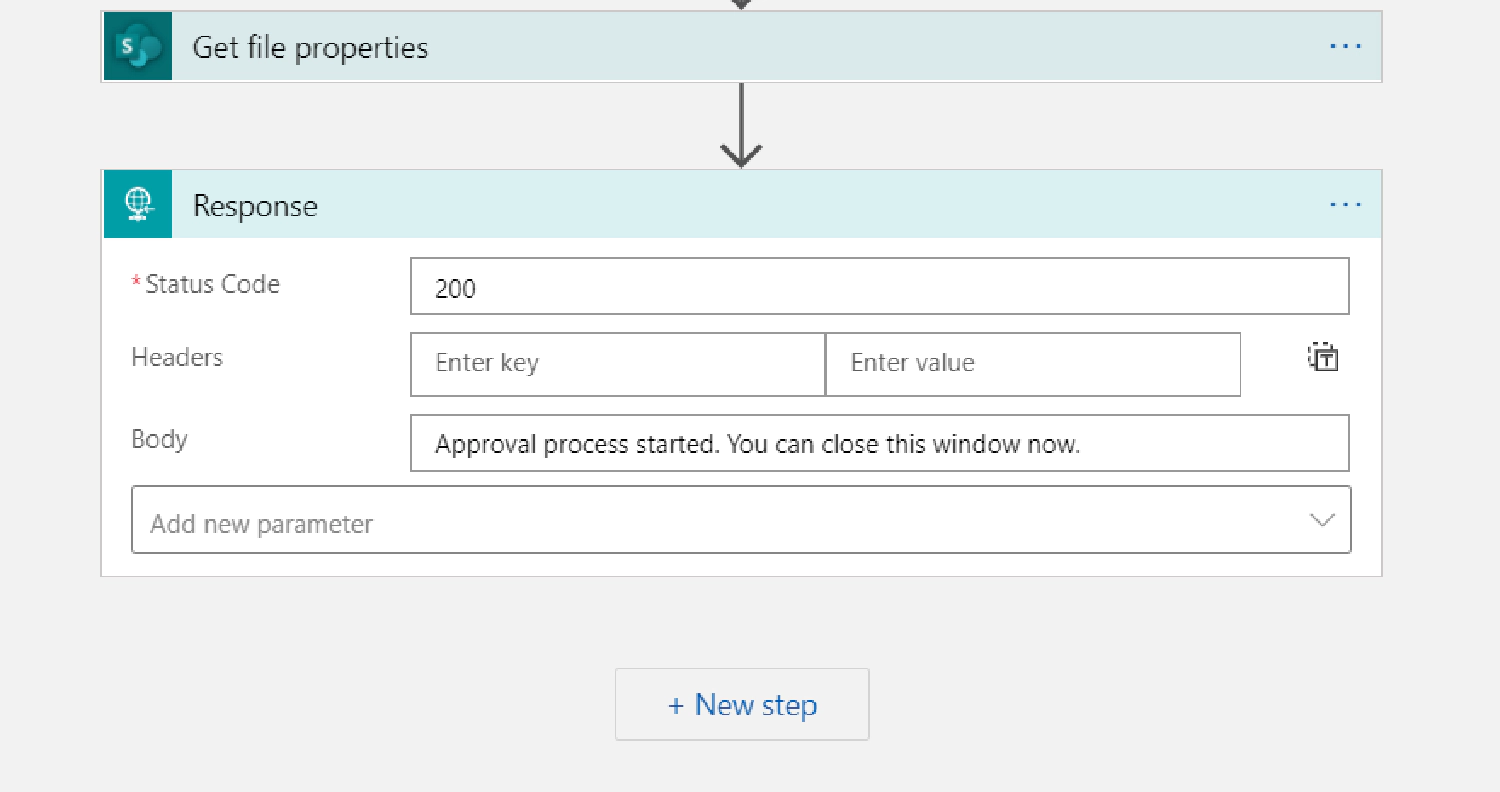 S
Get file properties
...
Response
...
* Status Code
200
Headers
Enter key
Enter value
T
Body
Approval process started. You can close this window now.
Add new parameter
+ New step